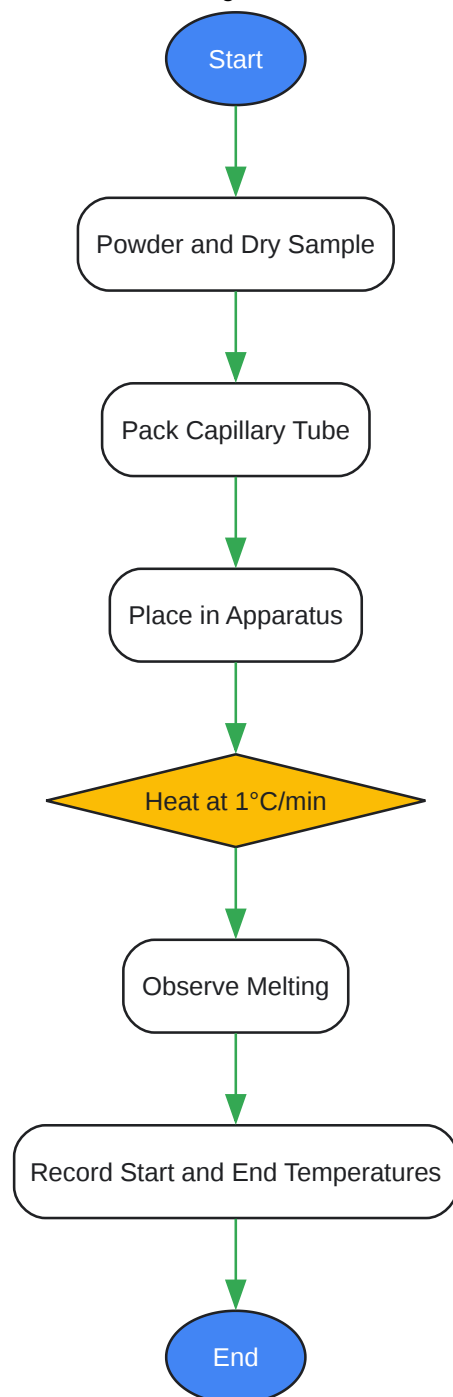 Start
Powder and Dry Sample
Pack Capillary Tube
Place in Apparatus
Heat at 1°C/min
Observe Melting
Record Start and End Temperatures
End